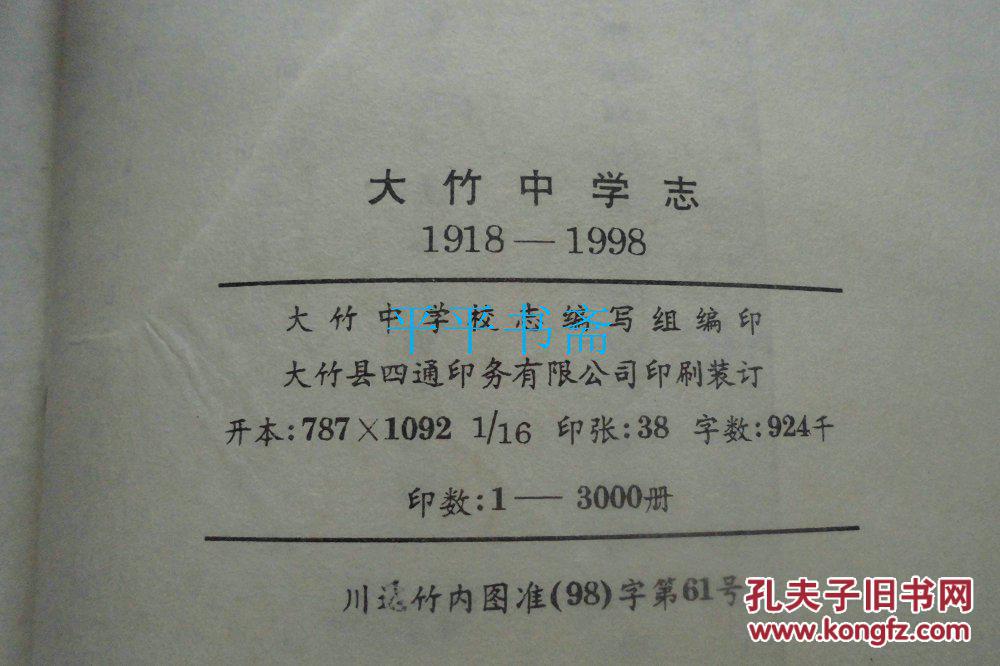 大竹中学志
1918—1998
大竹中学校志编写组编印
平平书斋
大竹县四通印务有限公司印刷装订
开本:787×1092 1/16 印张:38 字数:924千
印数:1—3000册
川 竹内图准(98)字第61号
孔夫子旧书网
www.kongfz.com